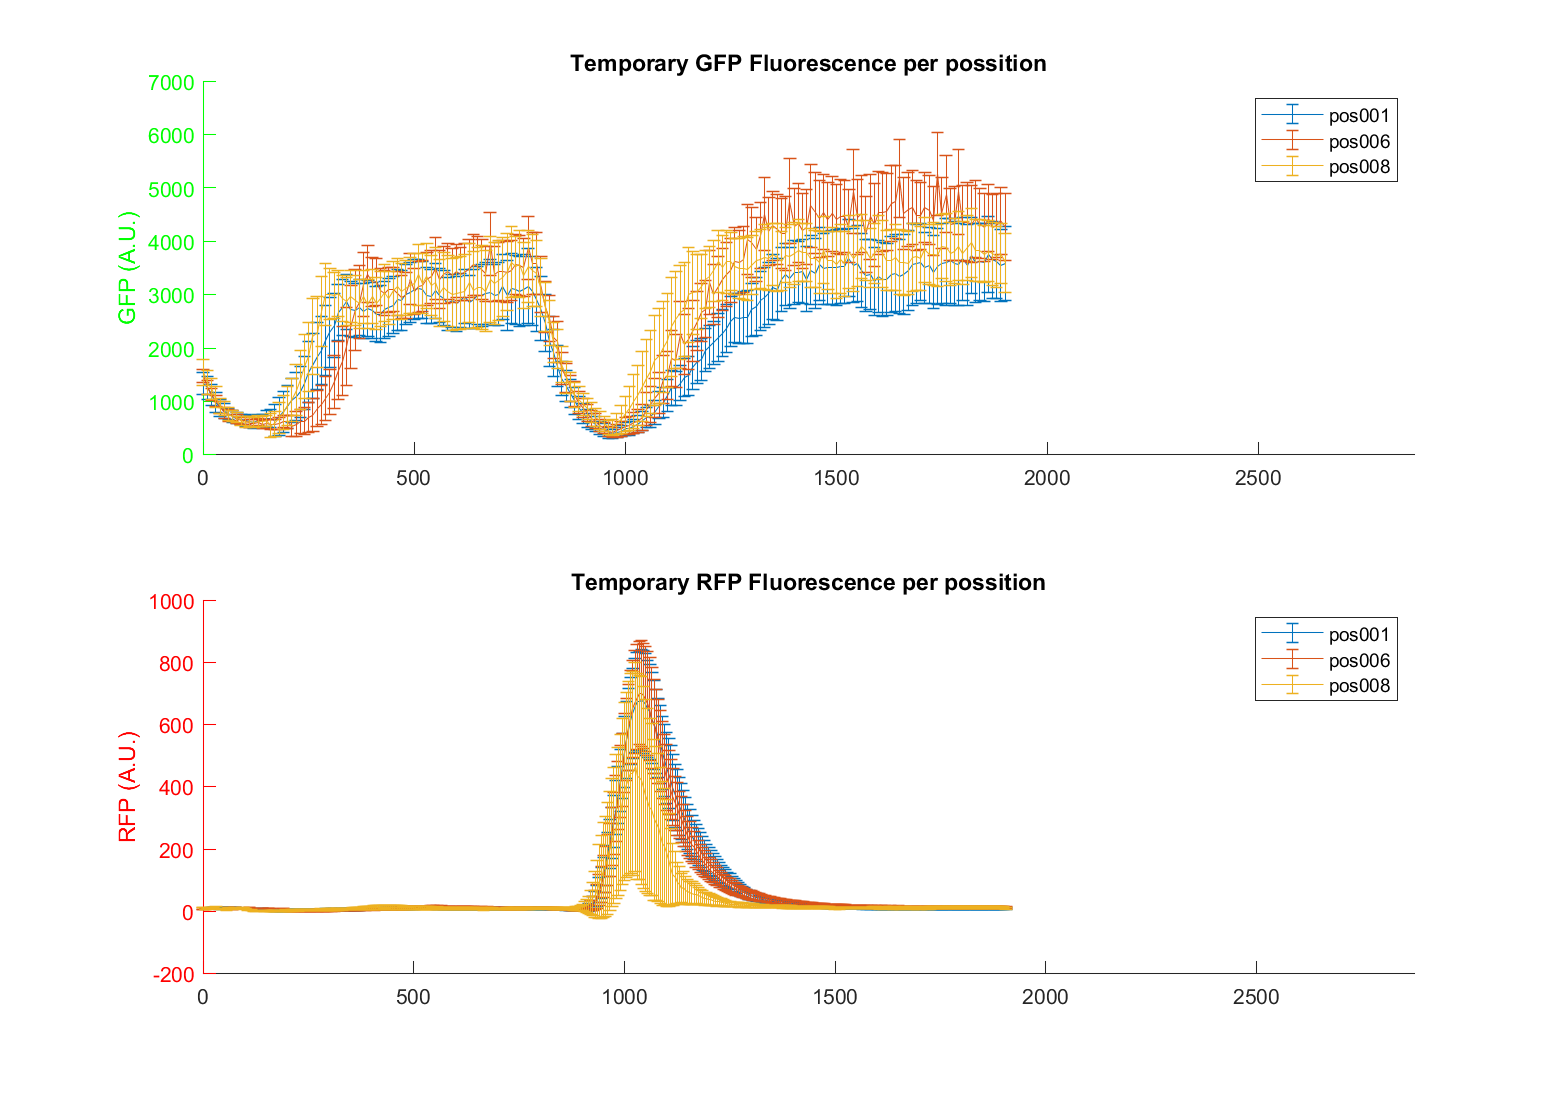 Temporary GFP Fluorescence per possition
GFP (A.U.)
7000
6000
5000
4000
3000
2000
1000
0
0 500 1000 1500 2000 2500
pos001
pos006
pos008
Temporary RFP Fluorescence per possition
RFP (A.U.)
1000
800
600
400
200
0
-200
0 500 1000 1500 2000 2500
pos001
pos006
pos008